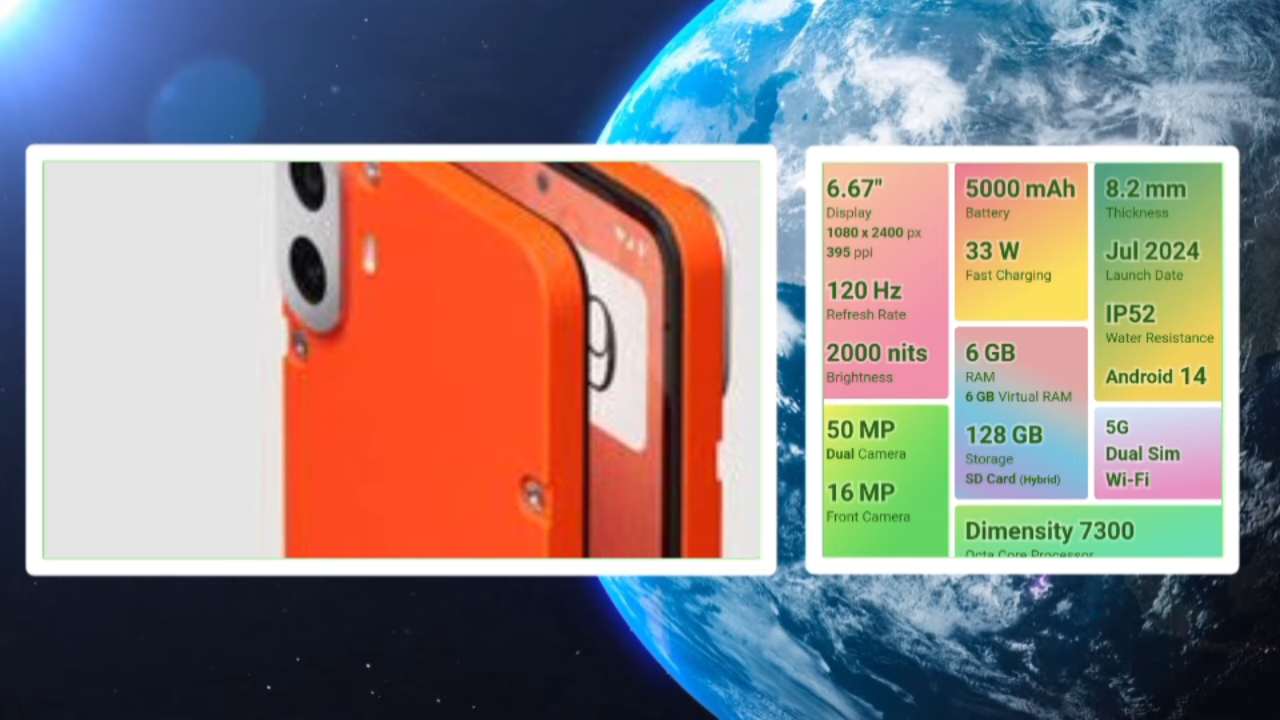 6.67"
Display
1080 x 2400 px
395 ppi
120 Hz
Refresh Rate
2000 nits
Brightness
50 MP
Dual Camera
16 MP
Front Camera
5000 mAh
Battery
33 W
Fast Charging
6 GB
RAM
6 GB Virtual RAM
128 GB
Storage
SD Card (Hybrid)
8.2 mm
Thickness
Jul 2024
Launch Date
IP52
Water Resistance
Android 14
5G
Dual Sim
Wi-Fi
Dimensity 7300
Octa Core Processor